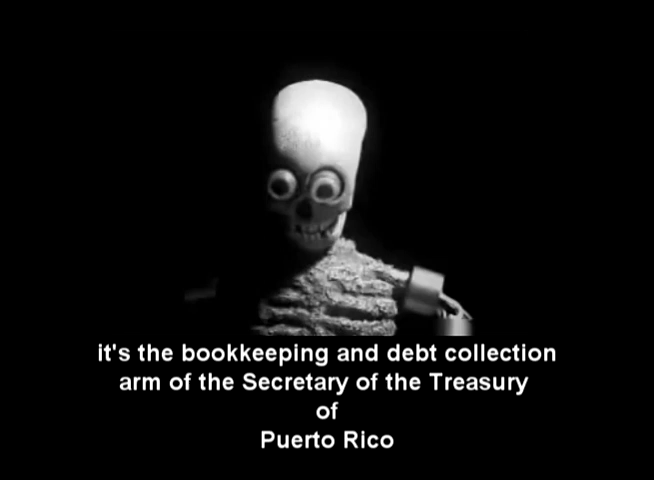 it's the bookkeeping and debt collection
arm of the Secretary of the Treasury
of
Puerto Rico